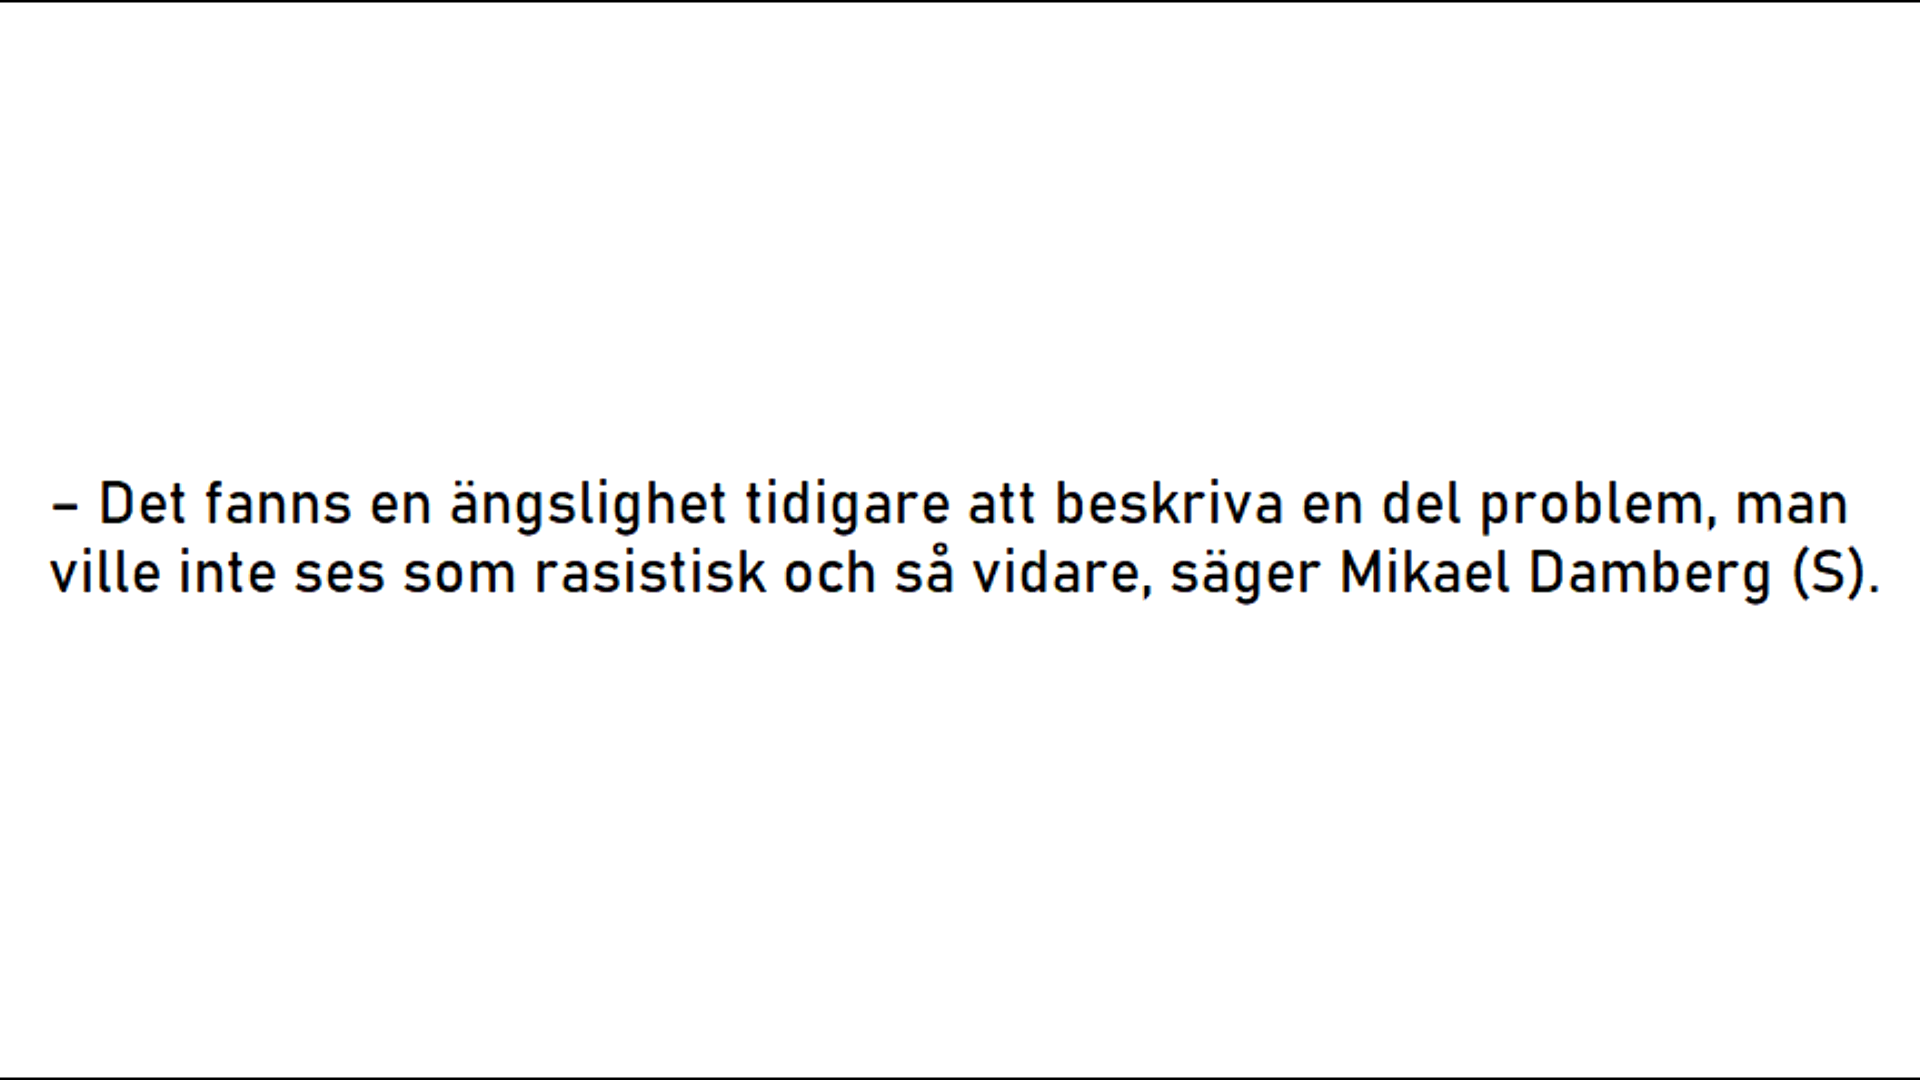 – Det fanns en ängslighet tidigare att beskriva en del problem, man
ville inte ses som rasistisk och så vidare, säger Mikael Damberg (S).